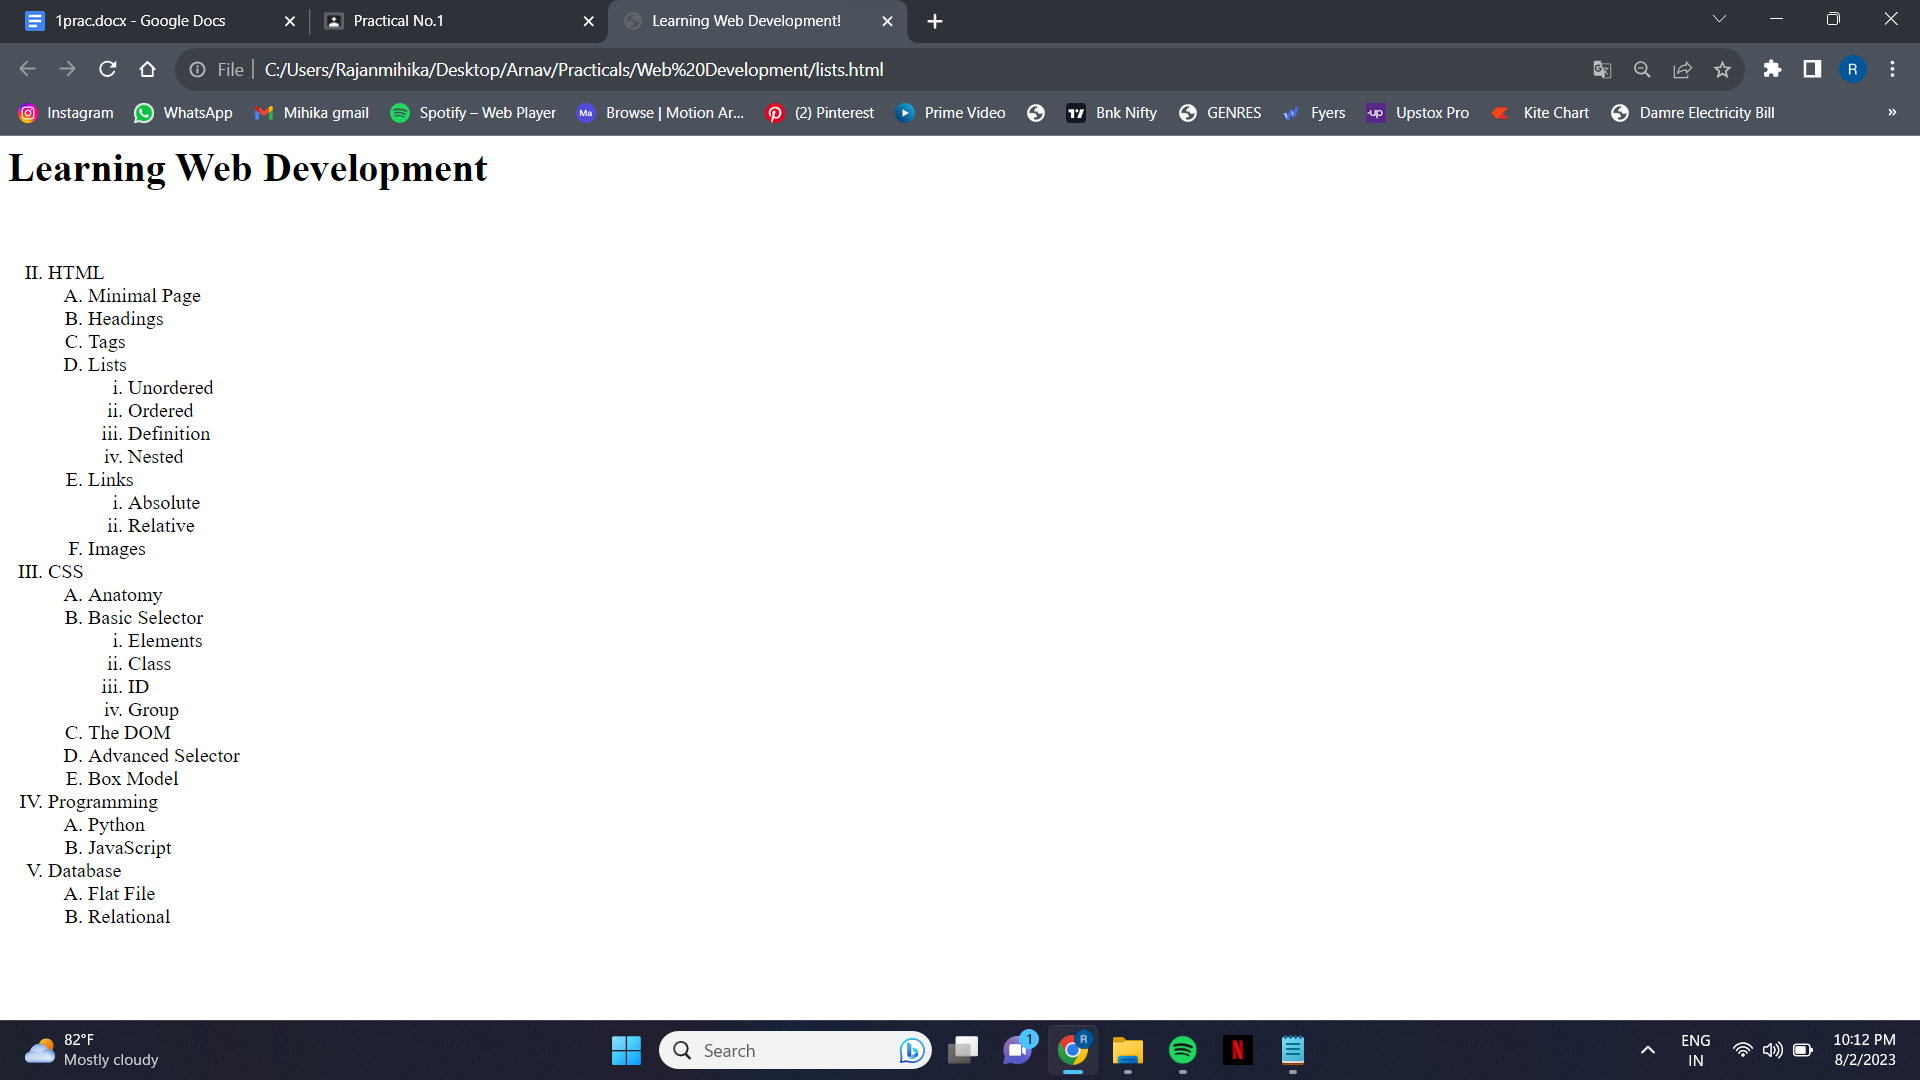 1prac.docx - Google Docs
Practical No.1
Learning Web Development!
File
C:/Users/Rajanmihika/Desktop/Arnav/Practicals/Web%20Development/lists.html
R
Instagram
WhatsApp
Mihika gmail
Spotify – Web Player
Ma
Browse | Motion Ar...
(2) Pinterest
Prime Video
Bnk Nifty
GENRES
Fyers
up
Upstox Pro
Kite Chart
Damre Electricity Bill
»
Learning Web Development
II. HTML
A. Minimal Page
B. Headings
C. Tags
D. Lists
i. Unordered
ii. Ordered
iii. Definition
iv. Nested
E. Links
i. Absolute
ii. Relative
F. Images
III. CSS
A. Anatomy
B. Basic Selector
i. Elements
ii. Class
iii. ID
iv. Group
C. The DOM
D. Advanced Selector
E. Box Model
IV. Programming
A. Python
B. JavaScript
V. Database
A. Flat File
B. Relational
82°F
Mostly cloudy
Search
1
R
N
ENG
IN
10:12 PM
8/2/2023